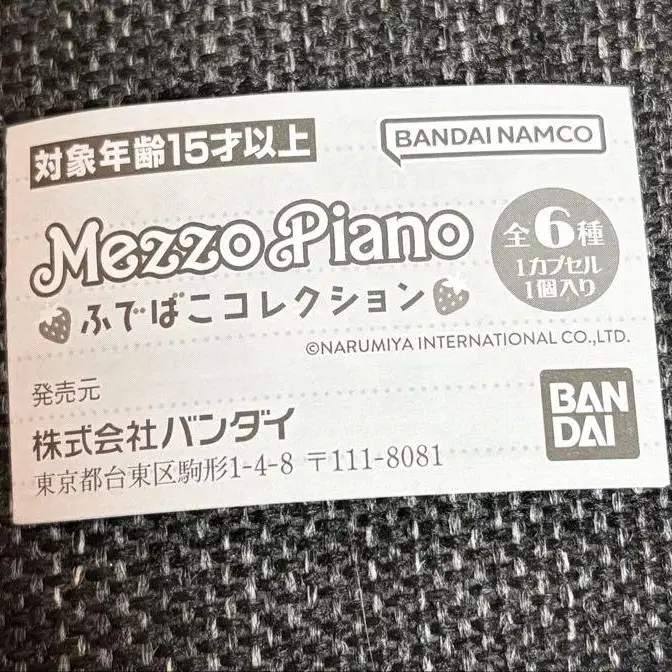 対象年齢15才以上
BANDAI NAMCO
Mezzo Piano
ふでばこコレクション
全6種
1カプセル
1個入り
©NARUMIYA INTERNATIONAL CO.,LTD.
発売元
株式会社バンダイ
東京都台東区駒形1-4-8 〒111-8081
BAN
DAI